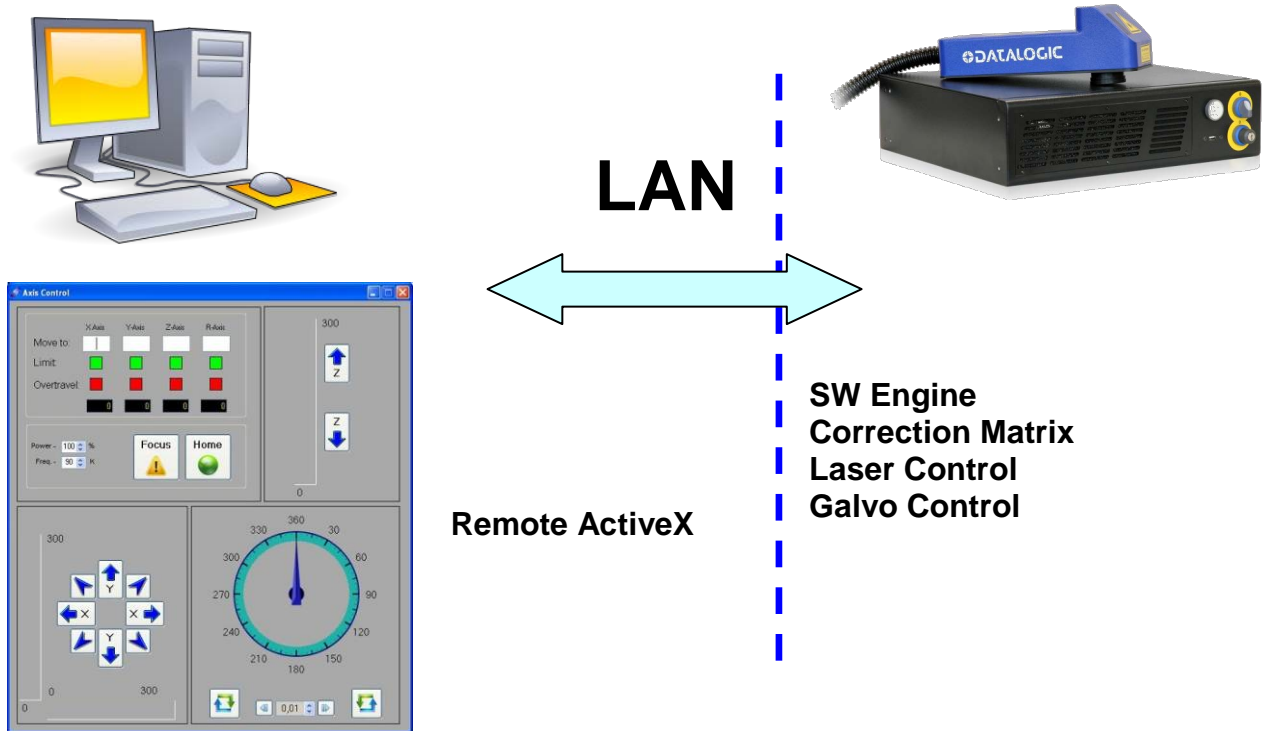 DATALOGIC
LAN
Axis Control
X-Axis Y-Axis Z-Axis R-Axis
Move to:
Limit:
Overtravel:
0 0 0 0
Power - 100 %
Freq. - 90 K
Focus Home
300
Z
Z
0
SW Engine
Correction Matrix
Laser Control
Galvo Control
Remote ActiveX
300
Y
X X
Y
0 300
0
360
330 30
300 60
270 90
240 120
210 150
180
0,01